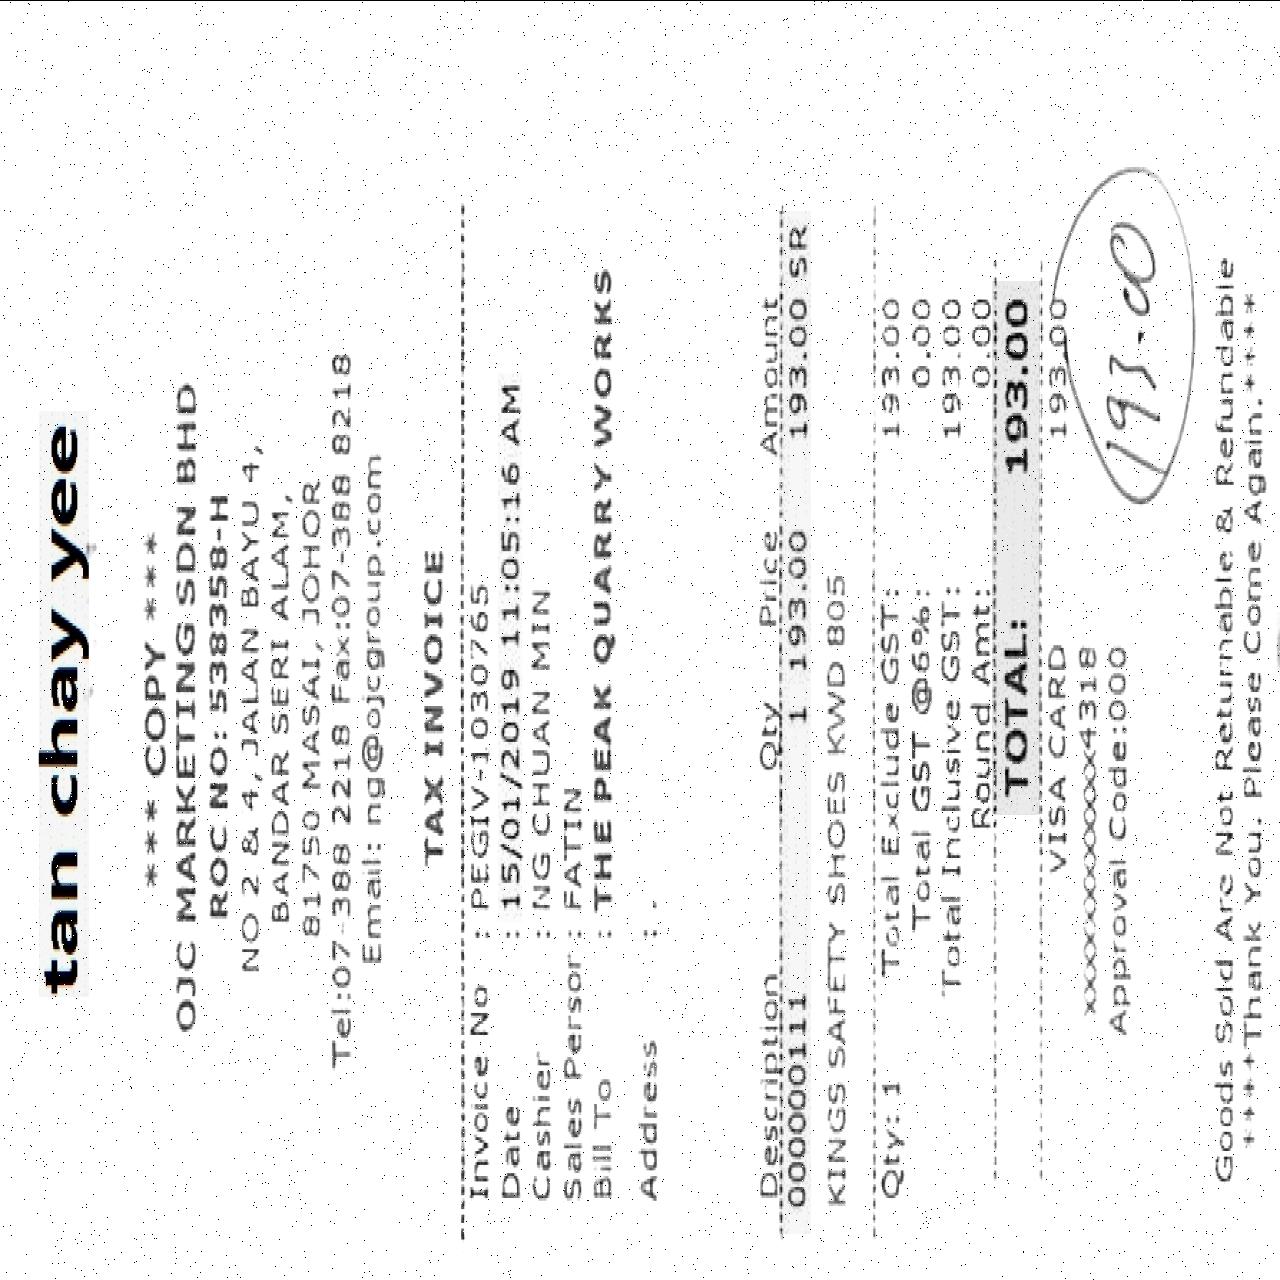 tan chay yee
*** COPY ***
OJC MARKETING SDN BHD
ROC NO: 538358-H
NO 2 & 4, JALAN BAYU 4,
BANDAR SERI ALAM,
81750 MASAI, JOHOR
Tel:07-388 2218 Fax:07-388 8218
Email: ng@ojcgroup.com
TAX INVOICE
Invoice No : PEGIV-1030765
Date : 15/01/2019 11:05:16 AM
Cashier : NG CHUAN MIN
Sales Persor : FATIN
Bill To : THE PEAK QUARRY WORKS
Address : .
Description Qty Price Amount
000000111 1 193.00 193.00 SR
KINGS SAFETY SHOES KWD 805
Qty: 1 Total Exclude GST: 193.00
Total GST @6%: 0.00
Total Inclusive GST: 193.00
Round Amt: 0.00
TOTAL: 193.00
VISA CARD 193.00
xxxxxxxxxxxx4318
Approval Code:000
193.00
Goods Sold Are Not Returnable & Refundable
****Thank You. Please Come Again.****